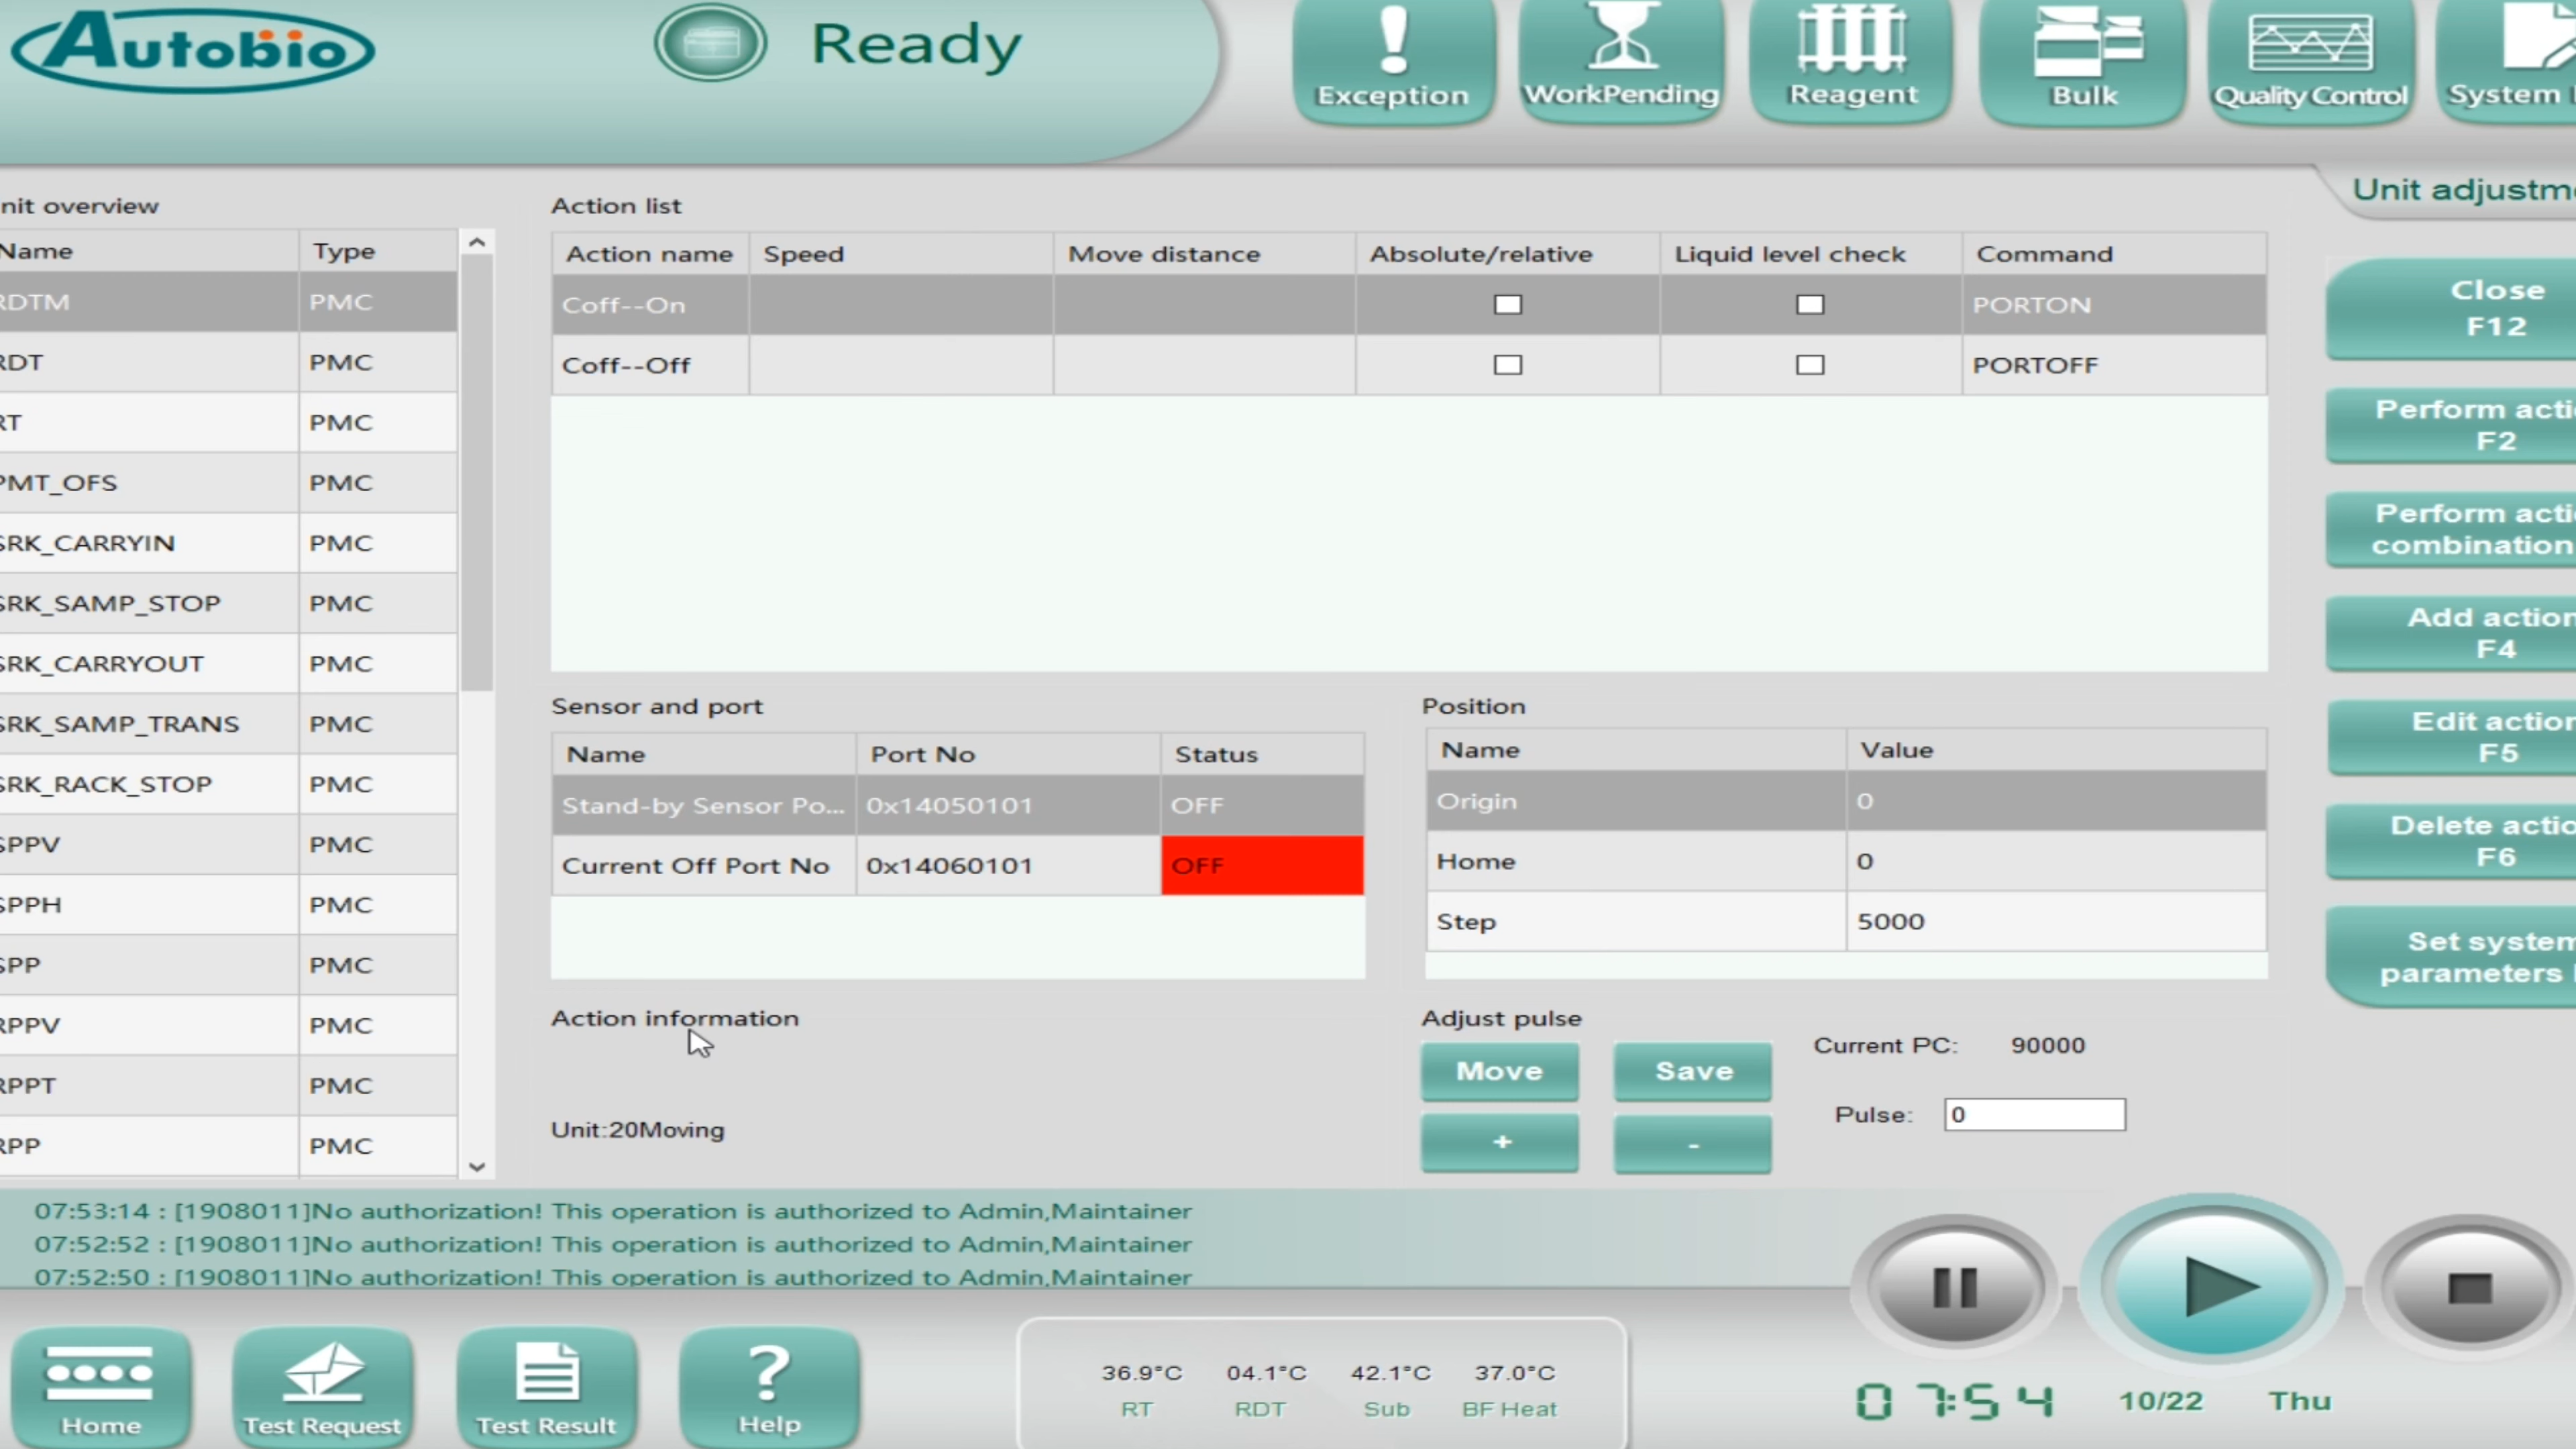 Autobio
Ready
Exception
WorkPending
Reagent
Bulk
Quality Control
System
nit overview
Name Type
RDTM PMC
RDT PMC
RT PMC
PMT_OFS PMC
SRK_CARRYIN PMC
SRK_SAMP_STOP PMC
SRK_CARRYOUT PMC
SRK_SAMP_TRANS PMC
SRK_RACK_STOP PMC
SPPV PMC
SPPH PMC
SPP PMC
RPPV PMC
RPPT PMC
RPP PMC
Action list
Action name Speed Move distance Absolute/relative Liquid level check Command
Coff--On PORTON
Coff--Off PORTOFF
Sensor and port
Name Port No Status
Stand-by Sensor Po... 0x14050101 OFF
Current Off Port No 0x14060101 OFF
Position
Name Value
Origin 0
Home 0
Step 5000
Action information
Unit:20Moving
Adjust pulse
Move Save
+ -
Current PC: 90000
Pulse: 0
Unit adjustm
Close
F12
Perform acti
F2
Perform acti
combination
Add action
F4
Edit action
F5
Delete actio
F6
Set system
parameters
07:53:14 : [1908011]No authorization! This operation is authorized to Admin,Maintainer
07:52:52 : [1908011]No authorization! This operation is authorized to Admin,Maintainer
07:52:50 : [1908011]No authorization! This operation is authorized to Admin,Maintainer
Home
Test Request
Test Result
?
Help
36.9°C 04.1°C 42.1°C 37.0°C
RT RDT Sub BF Heat
07:54 10/22 Thu